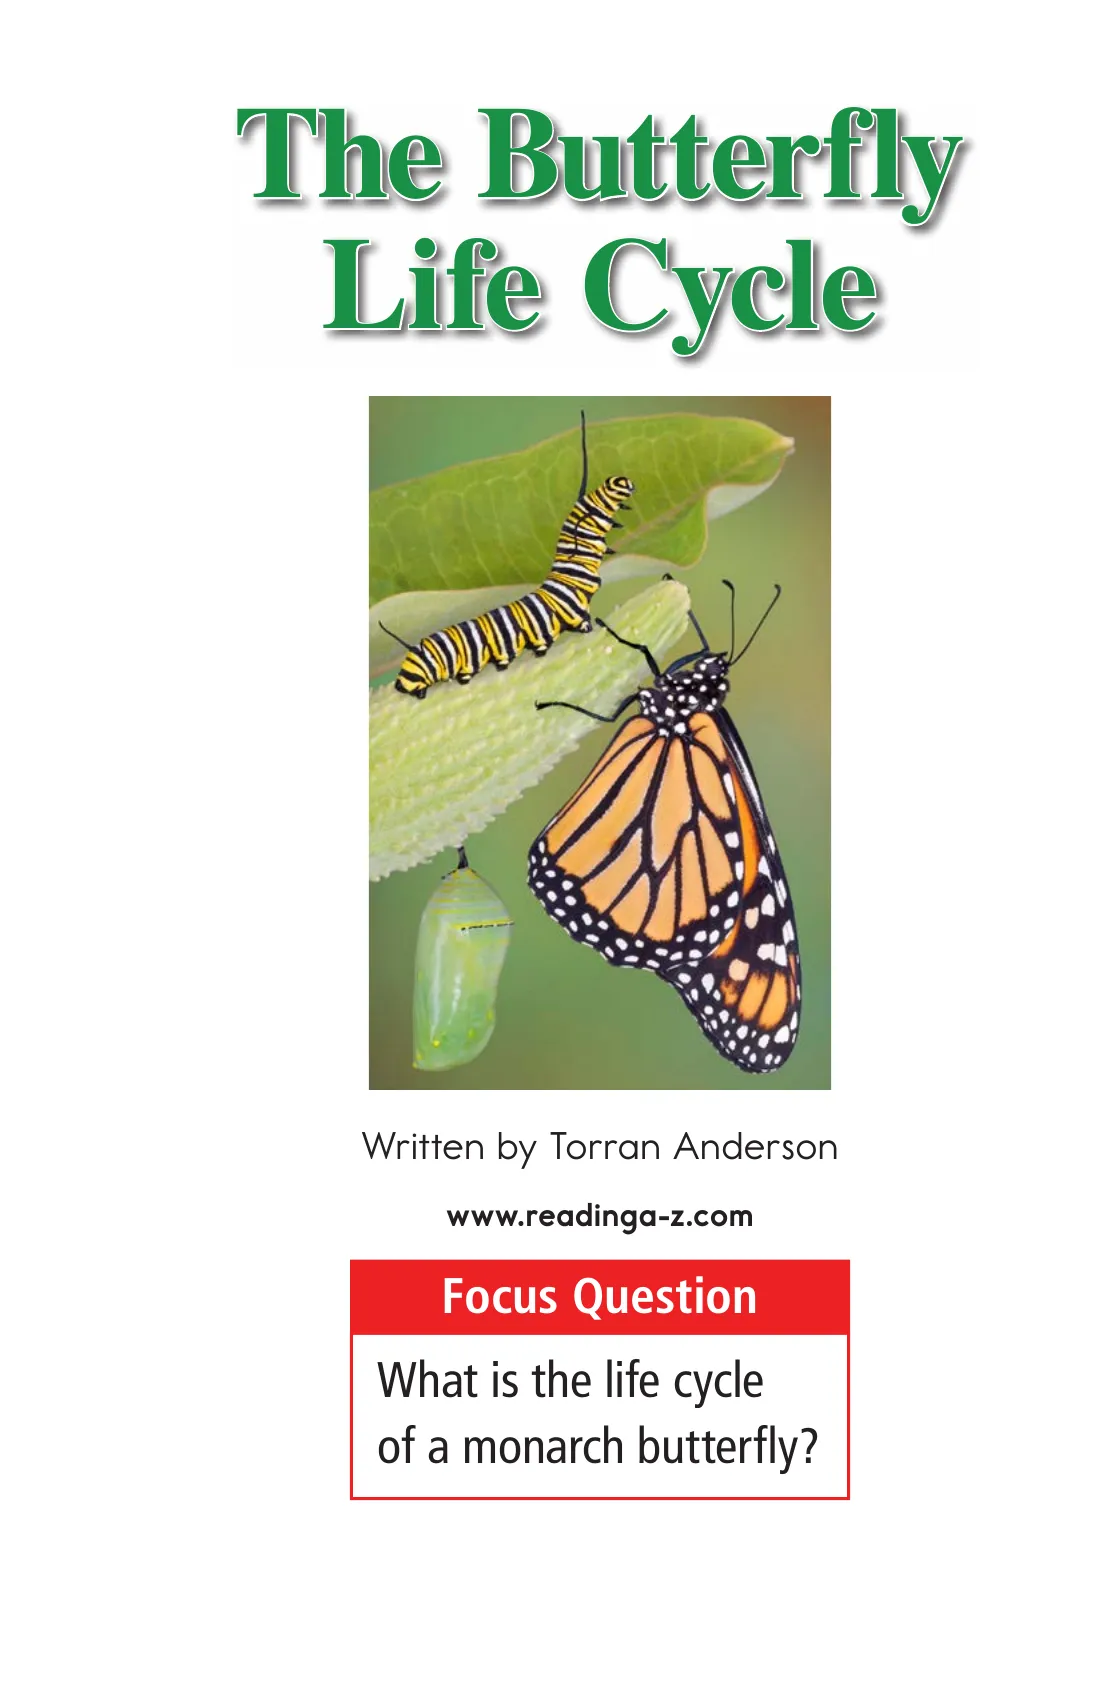 The Butterfly
Life Cycle
Written by Torran Anderson
www.readinga-z.com
Focus Question
What is the life cycle
of a monarch butterfly?